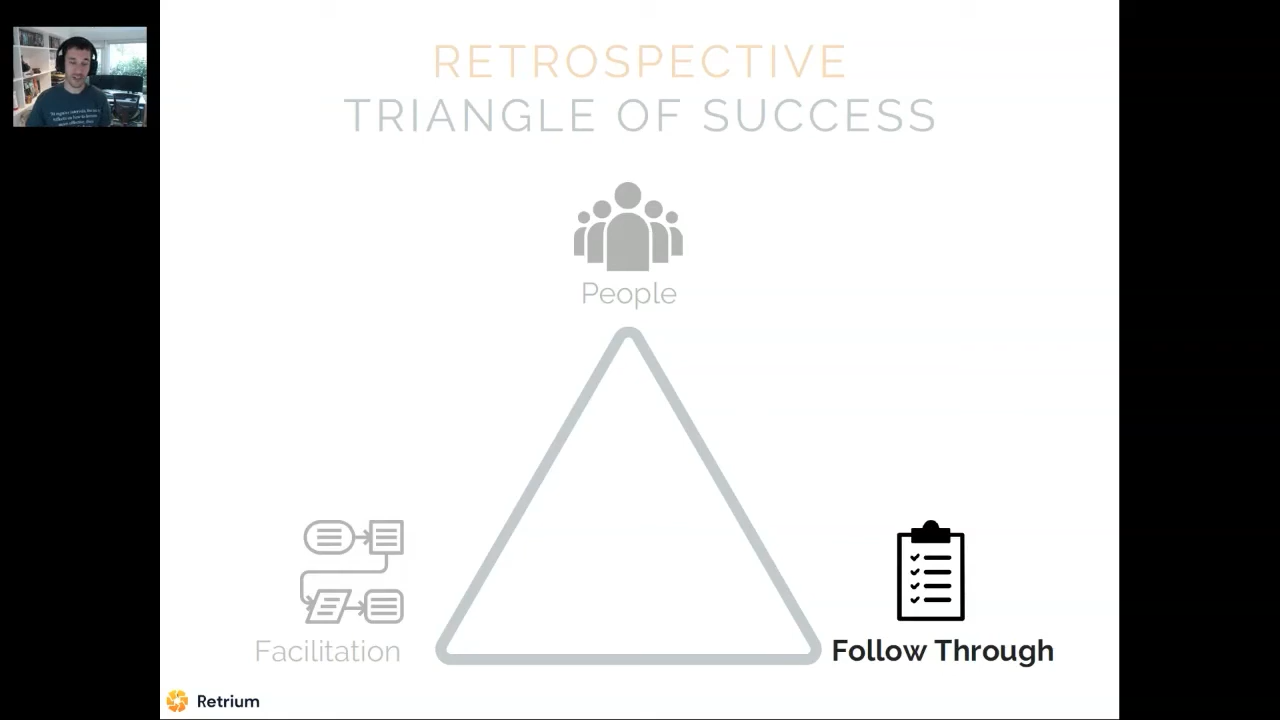 RETROSPECTIVE
TRIANGLE OF SUCCESS
People
Facilitation
Follow Through
Retrium